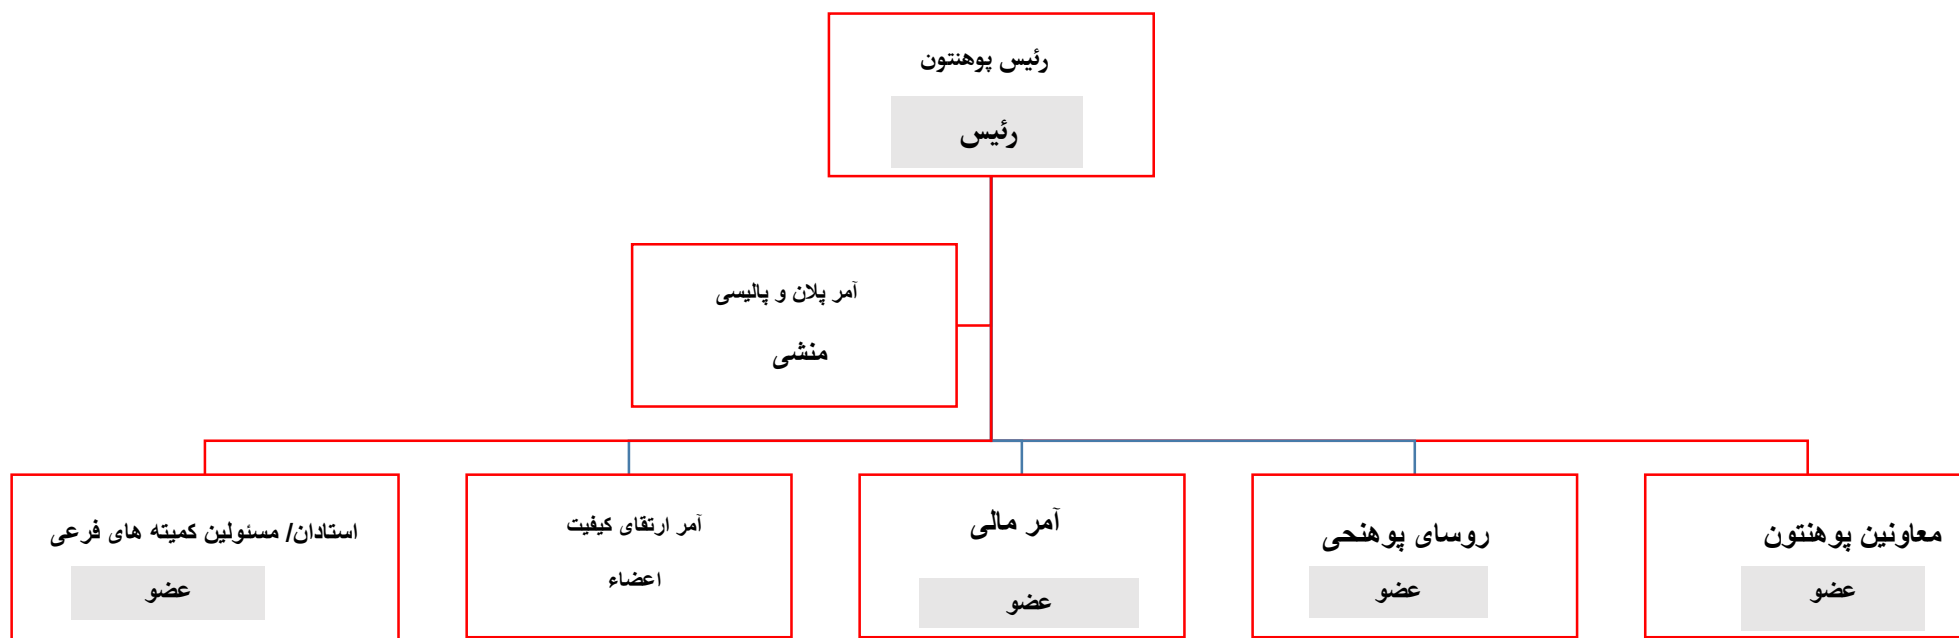 رئیس پوهنتون
رئیس
آمر پلان و پالیسی
منشی
معاونین پوهنتون
عضو
روسای پوهنحی
عضو
آمر مالی
عضو
آمر ارتقای کیفیت
اعضاء
استادان/ مسئولین کمیته های فرعی
عضو